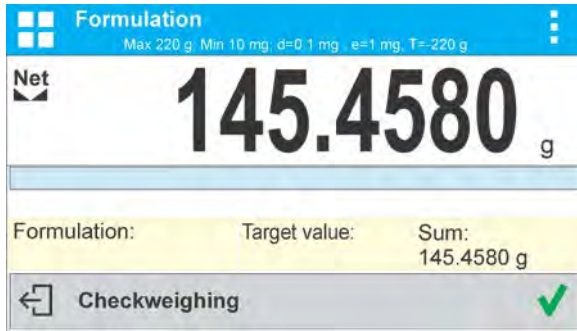 Formulation
Max 220 g  Min 10 mg; d=0.1 mg , e=1 mg, T=-220 g
Net
145.4580 g
Formulation: Target value: Sum:
145.4580 g
Checkweighing